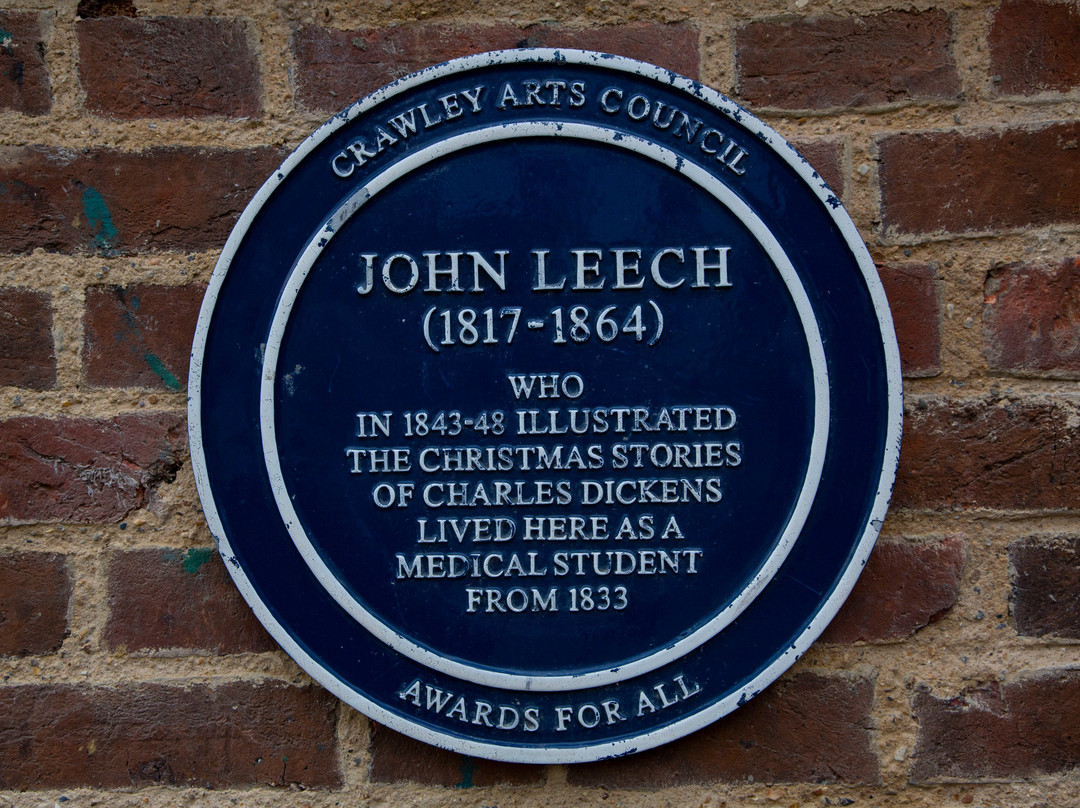 CRAWLEY ARTS COUNCIL
JOHN LEECH
(1817-1864)
WHO
IN 1843-48 ILLUSTRATED
THE CHRISTMAS STORIES
OF CHARLES DICKENS
LIVED HERE AS A
MEDICAL STUDENT
FROM 1833
AWARDS FOR ALL